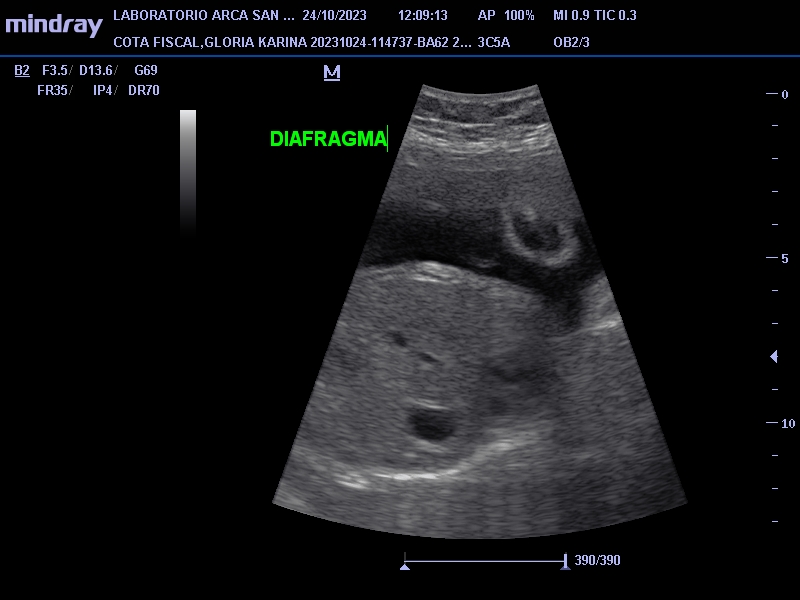 mindray
LABORATORIO ARCA SAN ... 24/10/2023 12:09:13 AP 100% MI 0.9 TIC 0.3
COTA FISCAL,GLORIA KARINA 20231024-114737-BA62 2... 3C5A OB2/3
B2 F3.5/ D13.6/ G69
FR35/ IP4/ DR70
M
DIAFRAGMA
0
5
10
390/390